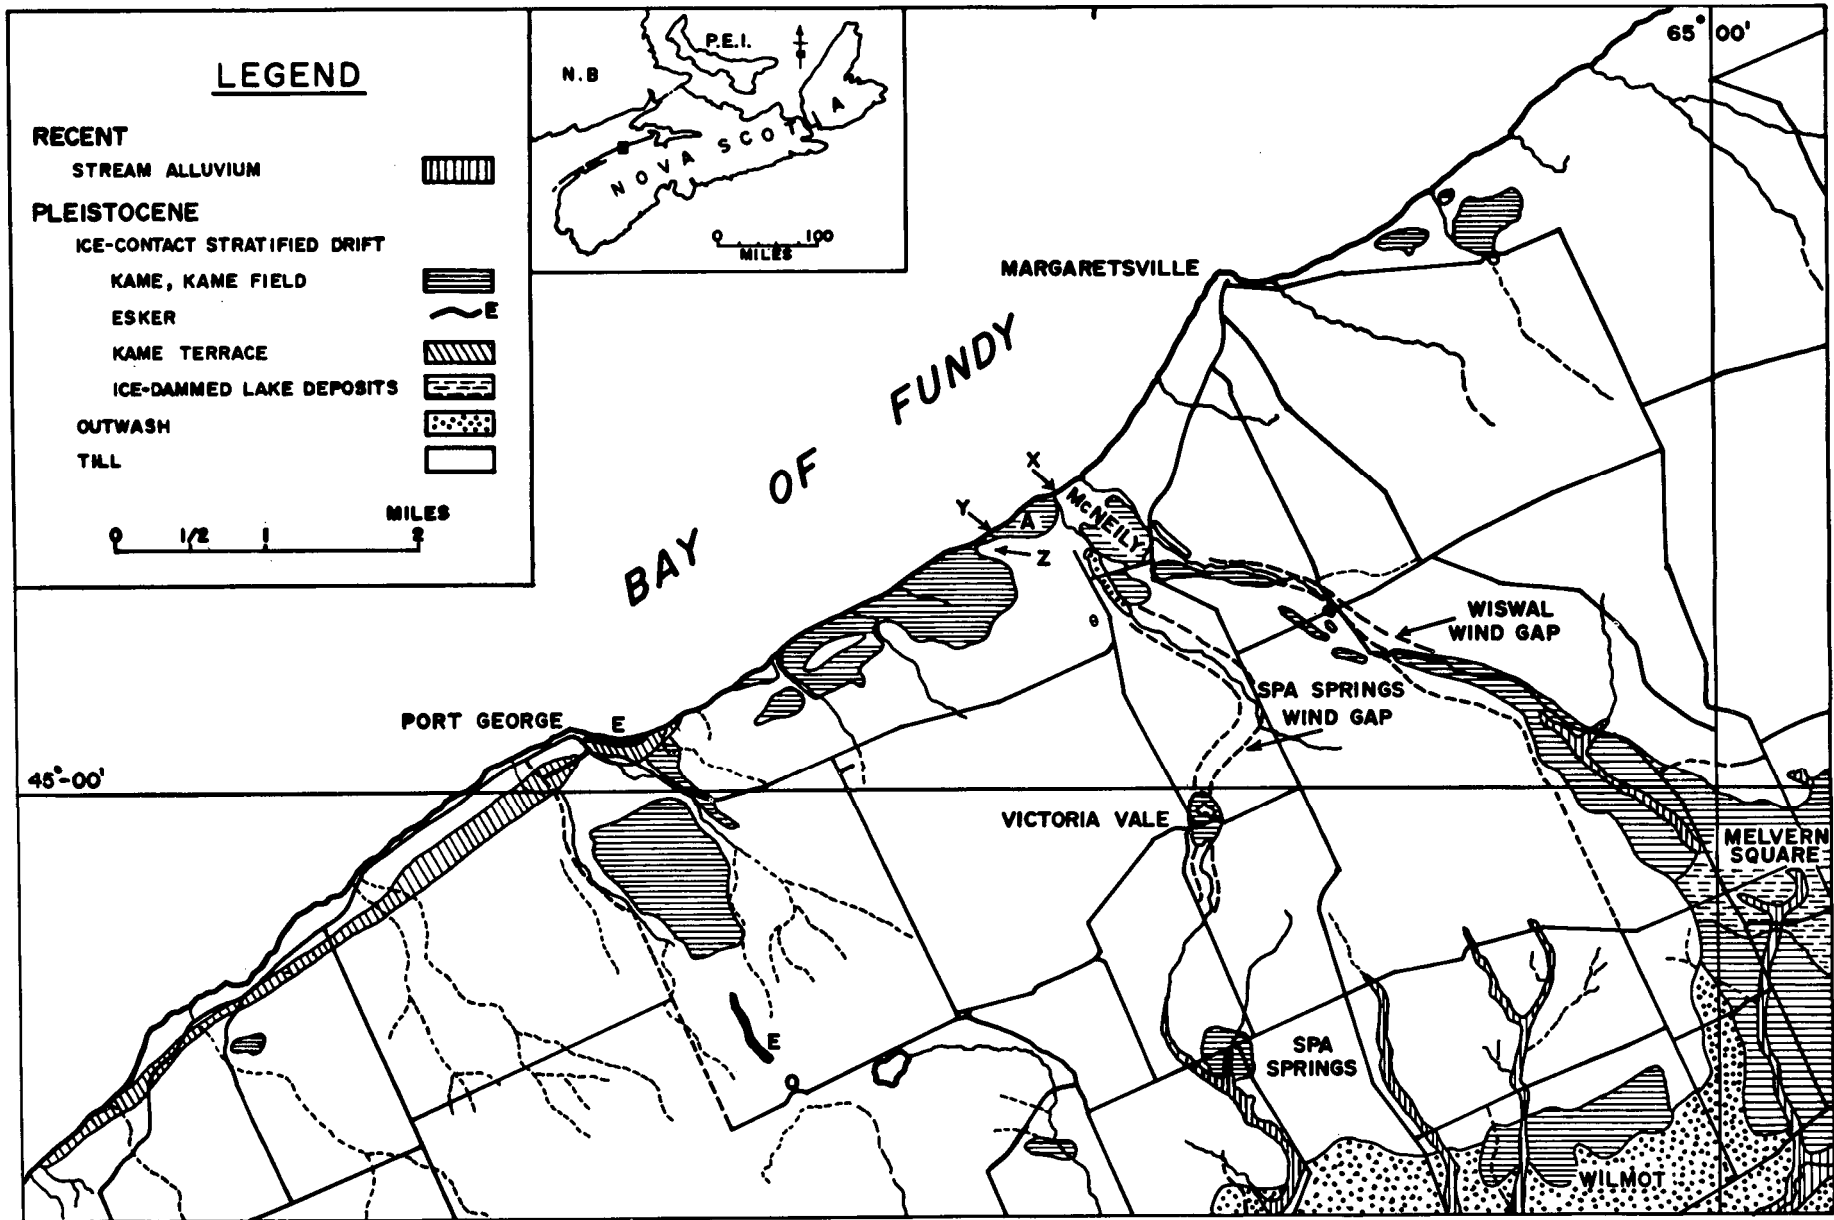 LEGEND
RECENT
STREAM ALLUVIUM
PLEISTOCENE
ICE-CONTACT STRATIFIED DRIFT
KAME, KAME FIELD
ESKER
E
KAME TERRACE
ICE-DAMMED LAKE DEPOSITS
OUTWASH
TILL
MILES
0 1/2 1 2
P.E.I.
N.B
A
NOVA SCOTIA
0 100
MILES
65° 00'
MARGARETSVILLE
BAY OF FUNDY
X
McNEILY
Y
A
Z
WISWAL
WIND GAP
SPA SPRINGS
WIND GAP
PORT GEORGE
E
45°-00'
VICTORIA VALE
MELVERN
SQUARE
E
SPA
SPRINGS
WILMOT